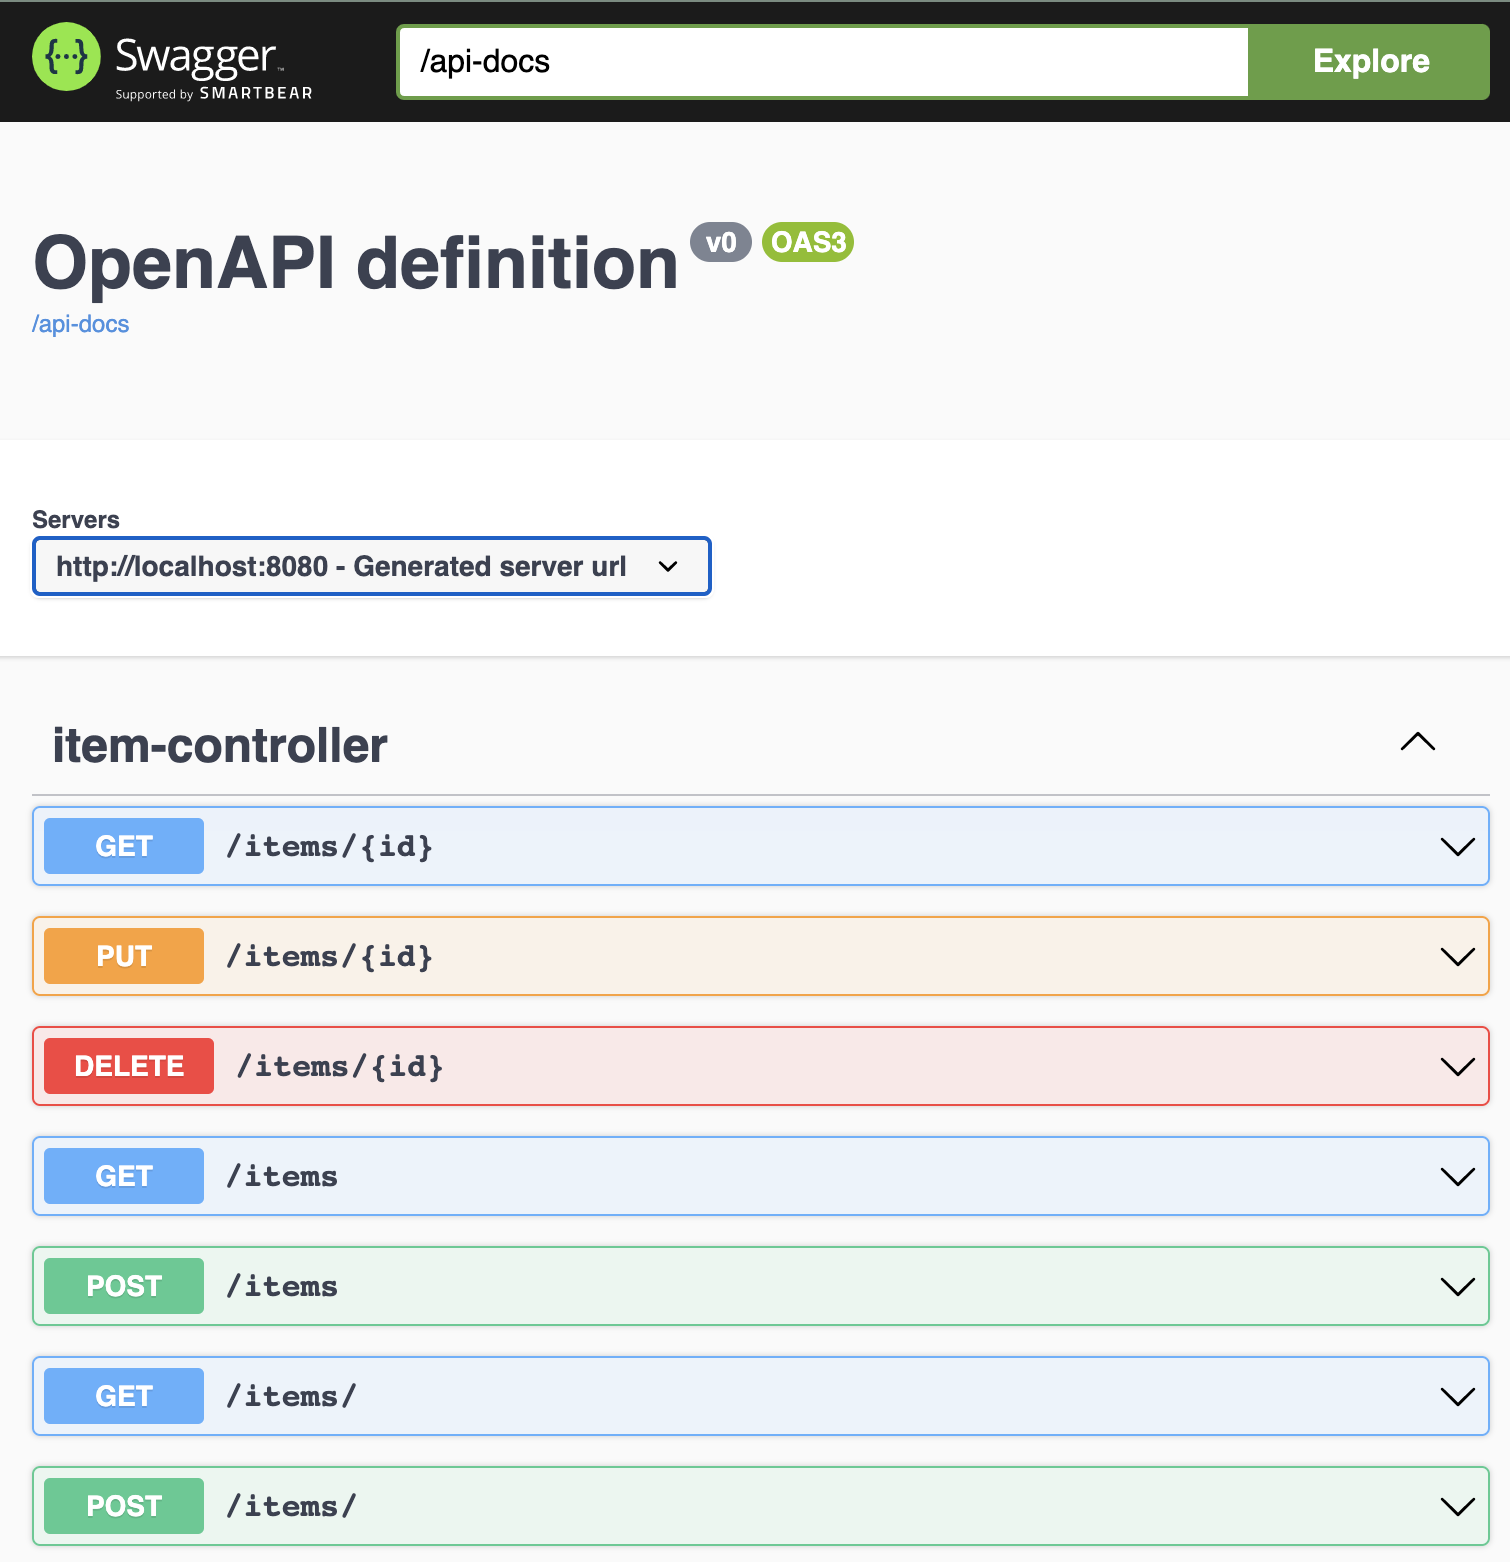 {···} Swagger™
Supported by SMARTBEAR
/api-docs
Explore
OpenAPI definition v0 OAS3
/api-docs
Servers
http://localhost:8080 - Generated server url
item-controller
GET /items/{id}
PUT /items/{id}
DELETE /items/{id}
GET /items
POST /items
GET /items/
POST /items/